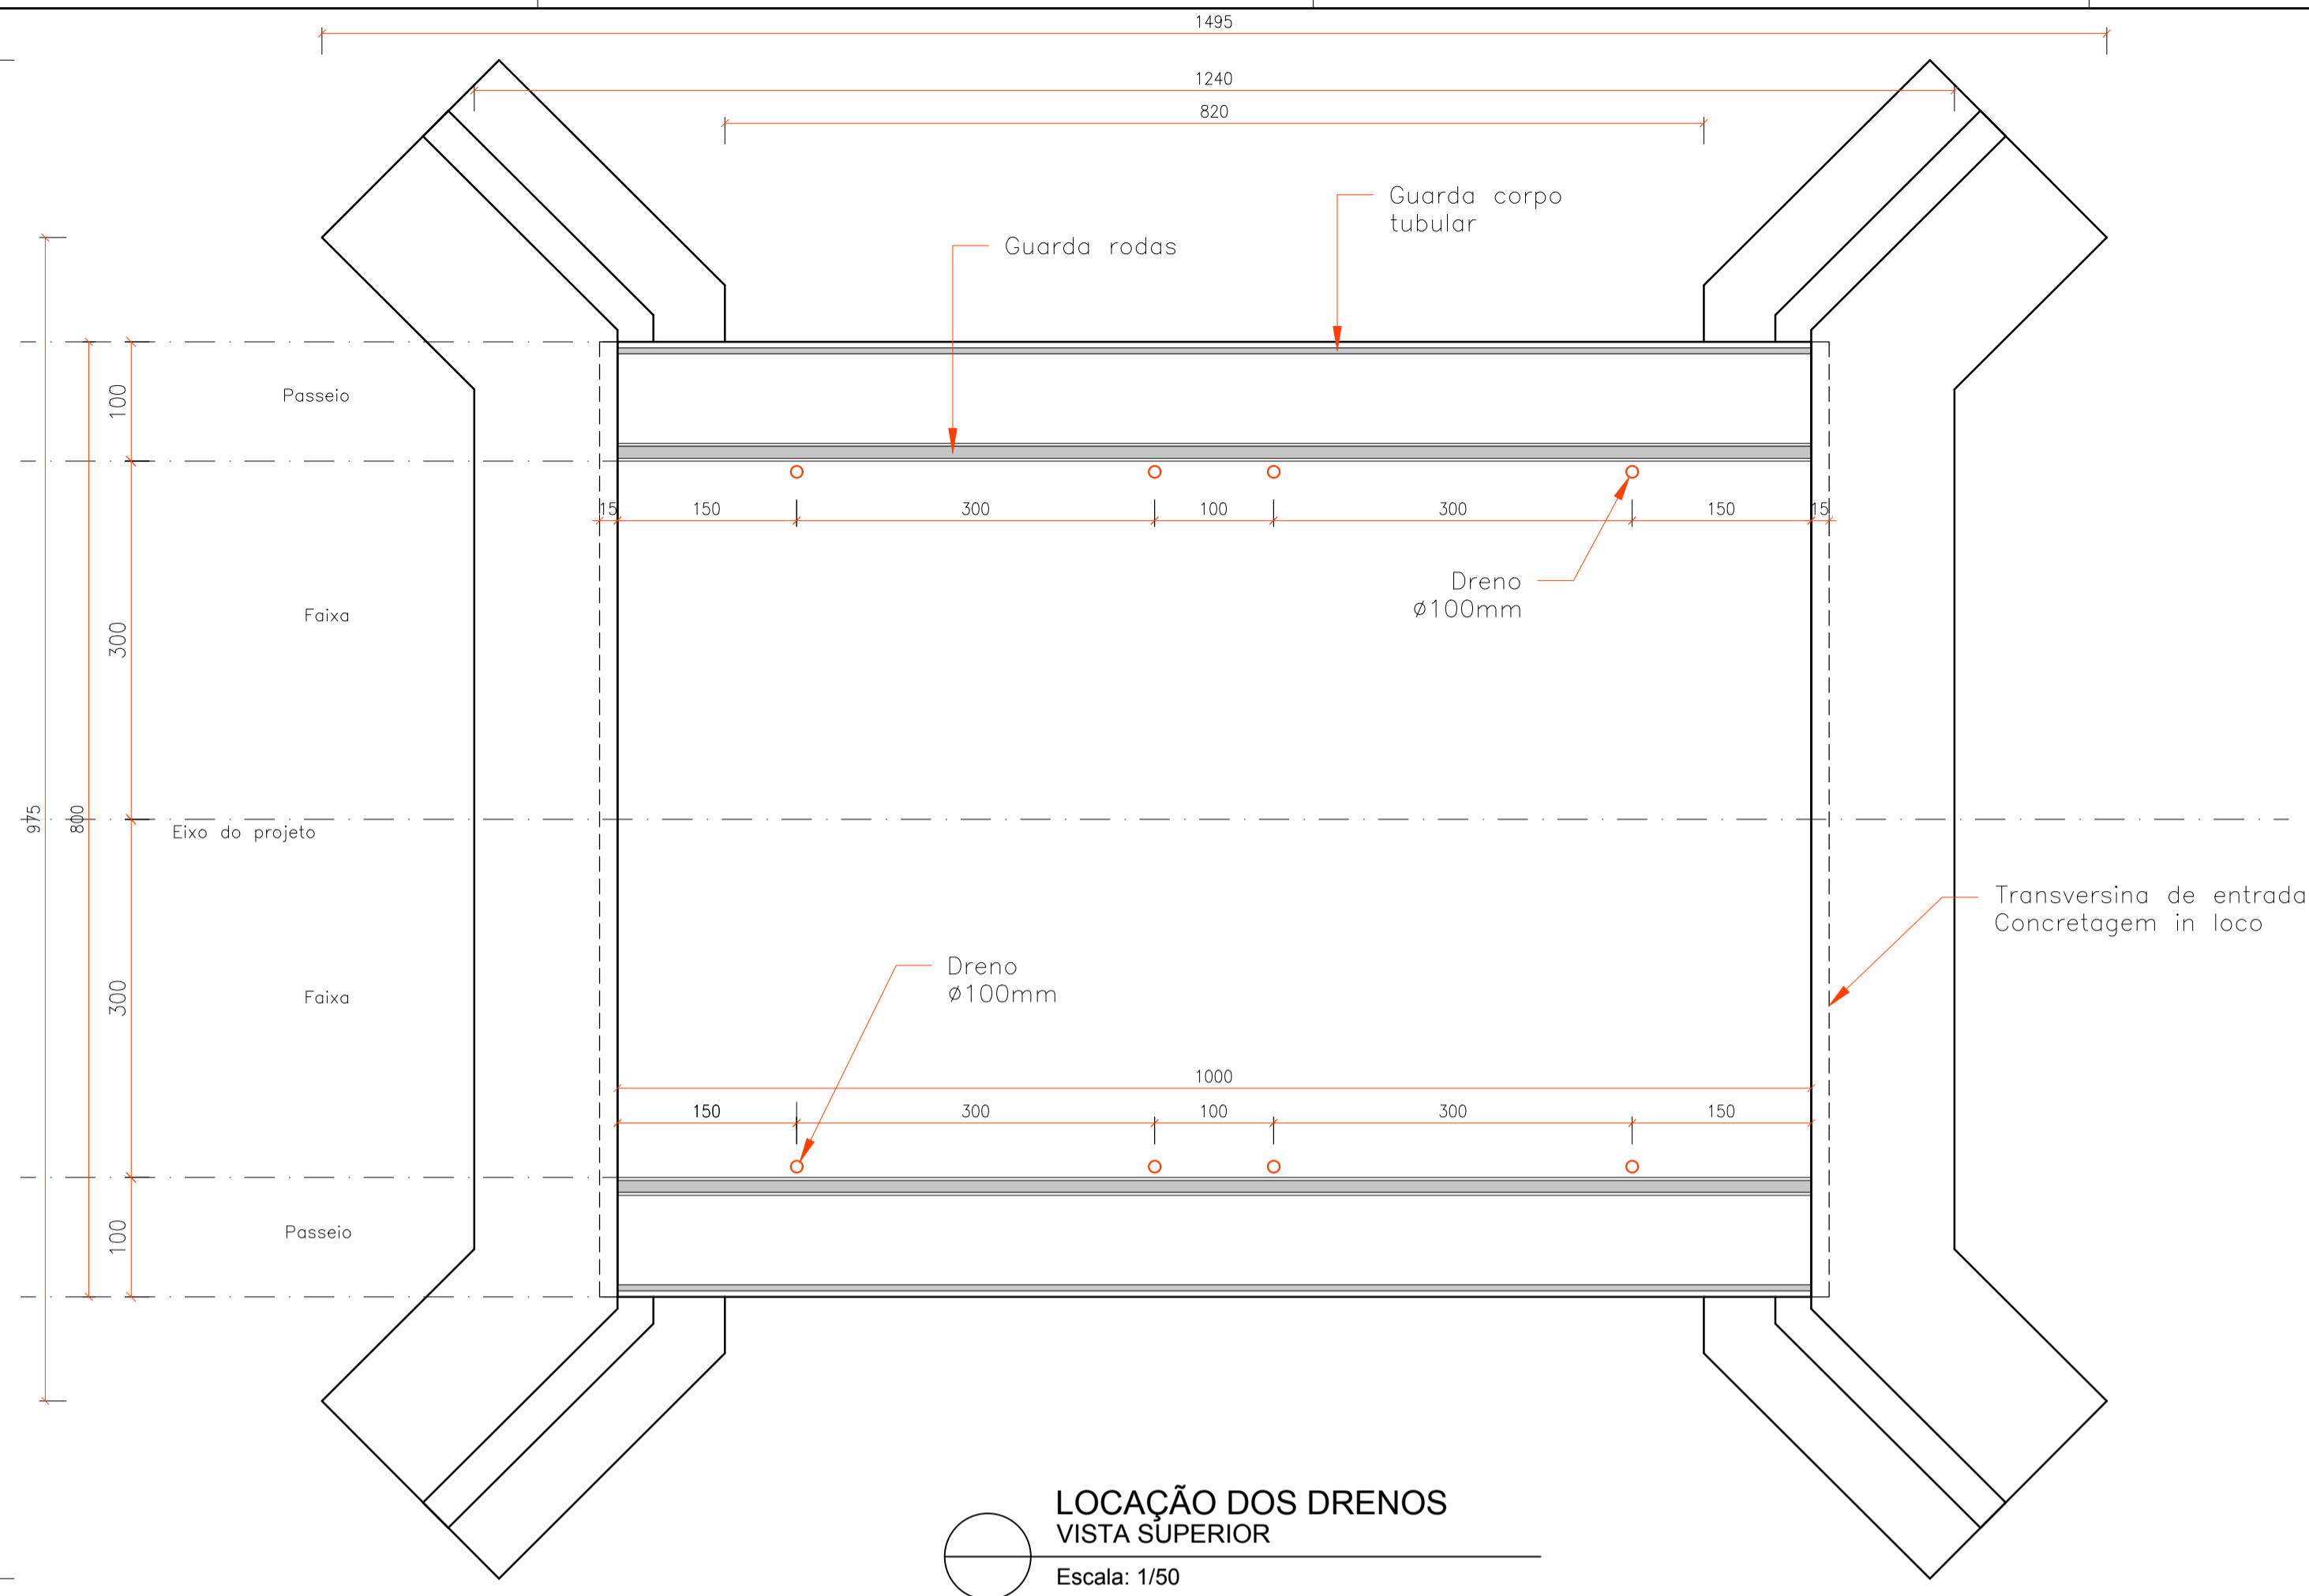 1495
1240
820
Guarda corpo
tubular
Guarda rodas
Passeio
100
15 150 300 100 300 150 15
Dreno
ø100mm
Faixa
300
975
800
Eixo do projeto
Transversina de entrada
Concretagem in loco
Dreno
ø100mm
Faixa
300
1000
150 300 100 300 150
Passeio
100
LOCAÇÃO DOS DRENOS
VISTA SUPERIOR
Escala: 1/50